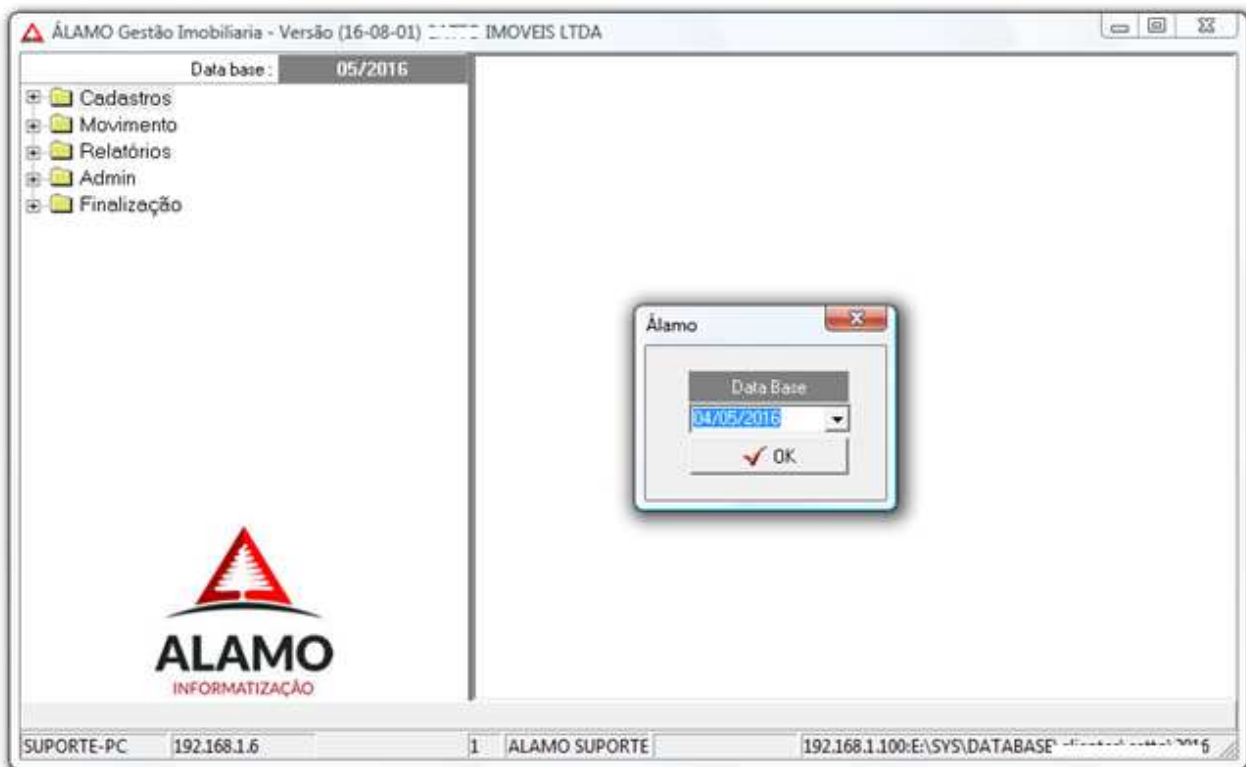 ÁLAMO Gestão Imobiliaria - Versão (16-08-01) IMOVEIS LTDA
Data base : 05/2016
Cadastros
Movimento
Relatórios
Admin
Finalização
Álamo
Data Base
04/05/2016
OK
ALAMO
INFORMATIZAÇÃO
SUPORTE-PC 192.168.1.6 1 ALAMO SUPORTE 192.168.1.100:E:\SYS\DATABASE\ 2016